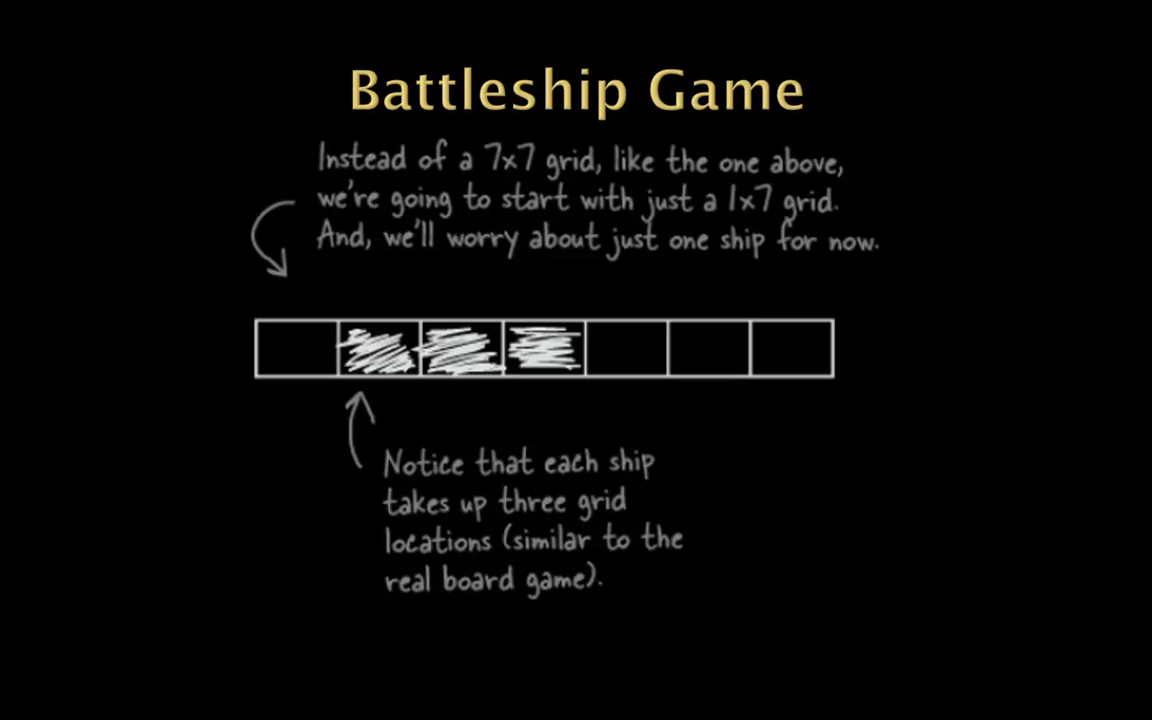 Battleship Game
Instead of a 7x7 grid, like the one above,
we're going to start with just a 1x7 grid.
And, we'll worry about just one ship for now.
Notice that each ship
takes up three grid
locations (similar to the
real board game).